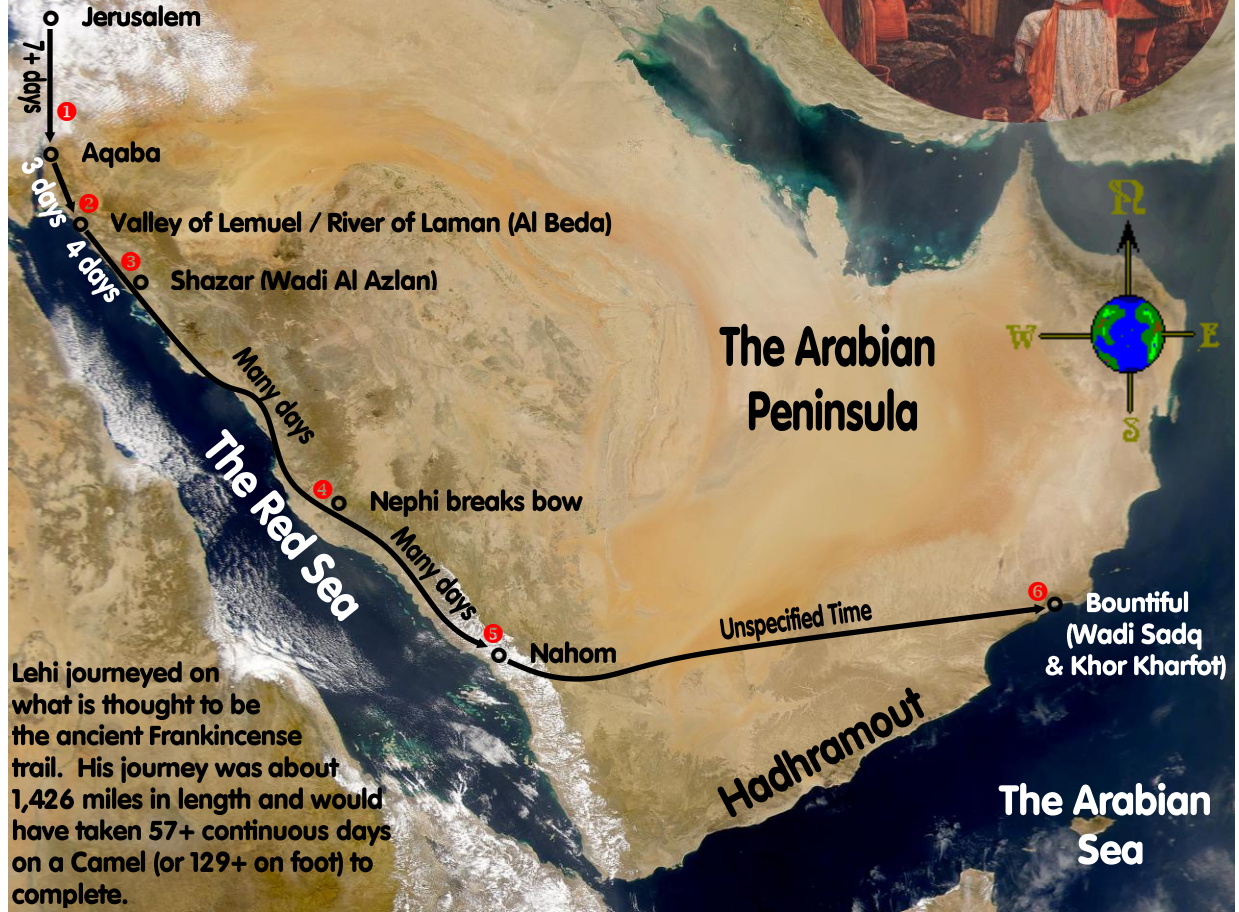 Jerusalem
7+ days
1
Aqaba
3 days
2
Valley of Lemuel / River of Laman (Al Beda)
4 days
3
Shazar (Wadi Al Azlan)
Many days
The Arabian
Peninsula
N
W
E
S
The Red Sea
4
Nephi breaks bow
Many days
5
Nahom
Unspecified Time
6
Bountiful
(Wadi Sadq
& Khor Kharfot)
Hadhramout
The Arabian
Sea
Lehi journeyed on
what is thought to be
the ancient Frankincense
trail. His journey was about
1,426 miles in length and would
have taken 57+ continuous days
on a Camel (or 129+ on foot) to
complete.